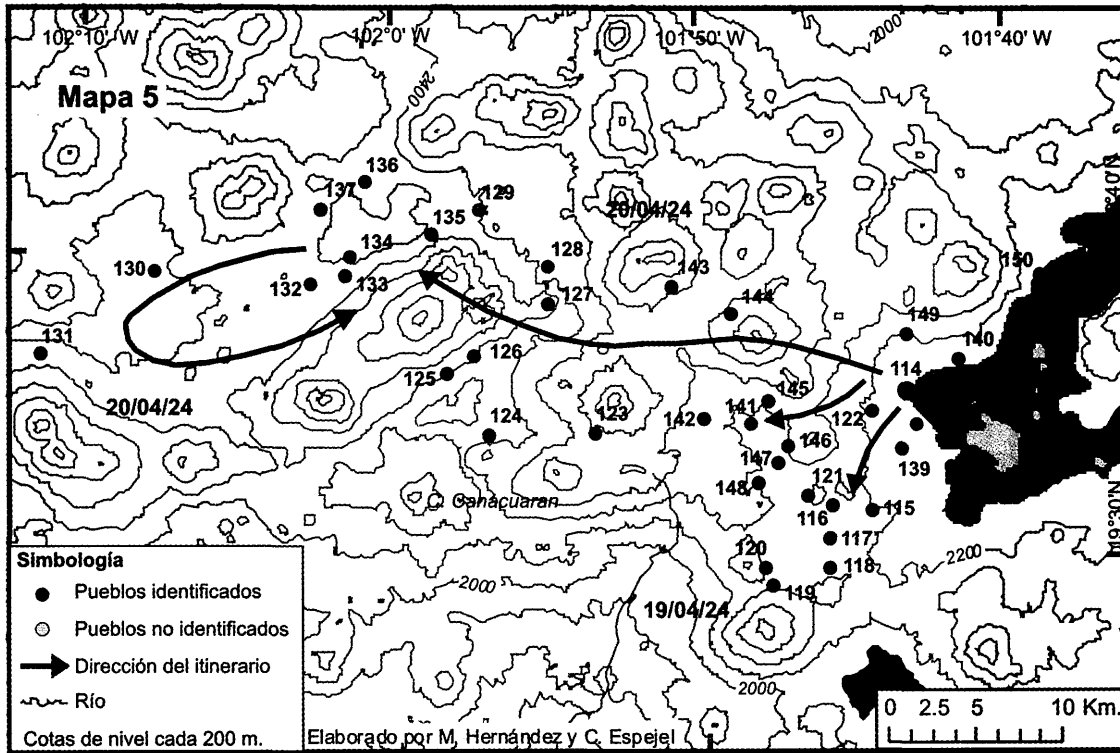 102°10' W
102°0' W
101°50' W
101°40' W
2000
Mapa 5
2400
136
137
129
20/04/24
135
134
128
130
132
133
143
150
127
144
149
131
126
140
125
114
20/04/24
145
122
124
123
142
141
146
139
147
148
121
C. Ganacuaran
116
115
19°30'N
117
120
118
2200
2000
119
19/04/24
2000
Simbología
Pueblos identificados
Pueblos no identificados
Dirección del itinerario
Río
Cotas de nivel cada 200 m.
Elaborado por M. Hernández y C. Espejel
0 2.5 5 10 Km.